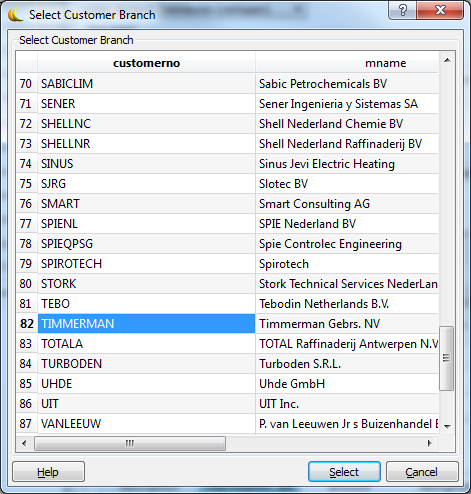 Select Customer Branch
Select Customer Branch
customerno mname
70 SABICLIM Sabic Petrochemicals BV
71 SENER Sener Ingenieria y Sistemas SA
72 SHELLNC Shell Nederland Chemie BV
73 SHELLNR Shell Nederland Raffinaderij BV
74 SINUS Sinus Jevi Electric Heating
75 SJRG Slotec BV
76 SMART Smart Consulting AG
77 SPIENL SPIE Nederland BV
78 SPIEQPSG Spie Controlec Engineering
79 SPIROTECH Spirotech
80 STORK Stork Technical Services NederLan
81 TEBO Tebodin Netherlands B.V.
82 TIMMERMAN Timmerman Gebrs. NV
83 TOTALA TOTAL Raffinaderij Antwerpen N.V
84 TURBODEN Turboden S.R.L.
85 UHDE Uhde GmbH
86 UIT UIT Inc.
87 VANLEEUW P. van Leeuwen Jr s Buizenhandel B
Help Select Cancel